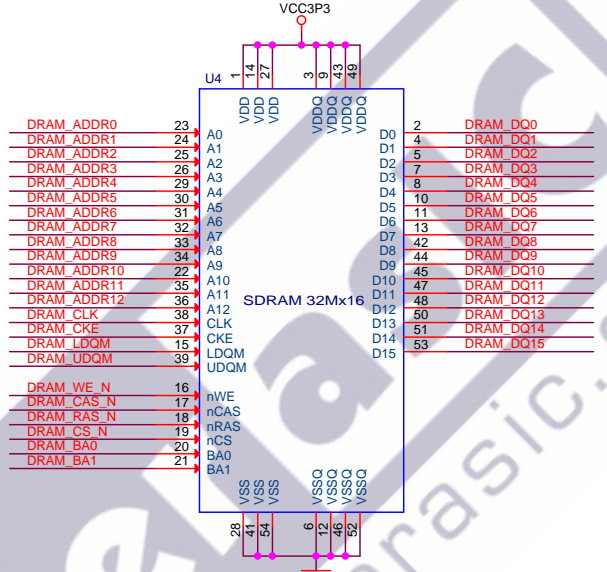 VCC3P3
U4
1 14 27 3 9 43 49
VDD VDD VDD VDDQ VDDQ VDDQ VDDQ
DRAM_ADDR0 23 A0 D0 2 DRAM_DQ0
DRAM_ADDR1 24 A1 D1 4 DRAM_DQ1
DRAM_ADDR2 25 A2 D2 5 DRAM_DQ2
DRAM_ADDR3 26 A3 D3 7 DRAM_DQ3
DRAM_ADDR4 29 A4 D4 8 DRAM_DQ4
DRAM_ADDR5 30 A5 D5 10 DRAM_DQ5
DRAM_ADDR6 31 A6 D6 11 DRAM_DQ6
DRAM_ADDR7 32 A7 D7 13 DRAM_DQ7
DRAM_ADDR8 33 A8 D8 42 DRAM_DQ8
DRAM_ADDR9 34 A9 D9 44 DRAM_DQ9
DRAM_ADDR10 22 A10 D10 45 DRAM_DQ10
DRAM_ADDR11 35 A11 D11 47 DRAM_DQ11
SDRAM 32Mx16
DRAM_ADDR12 36 A12 D12 48 DRAM_DQ12
DRAM_CLK 38 CLK D13 50 DRAM_DQ13
DRAM_CKE 37 CKE D14 51 DRAM_DQ14
DRAM_LDQM 15 LDQM D15 53 DRAM_DQ15
DRAM_UDQM 39 UDQM
DRAM_WE_N 16 nWE
DRAM_CAS_N 17 nCAS
DRAM_RAS_N 18 nRAS
DRAM_CS_N 19 nCS
DRAM_BA0 20 BA0
DRAM_BA1 21 BA1
VSS VSS VSS VSSQ VSSQ VSSQ VSSQ
28 41 54 6 12 46 52